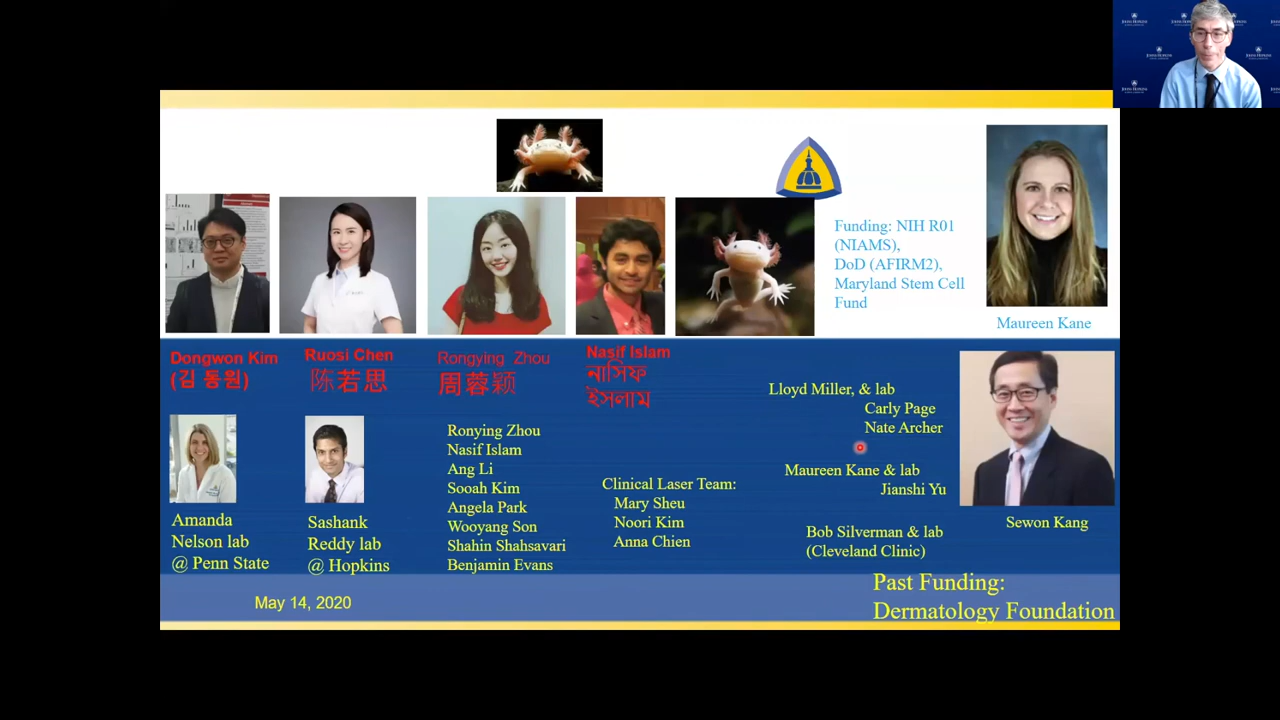 Funding: NIH R01
(NIAMS),
DoD (AFIRM2),
Maryland Stem Cell
Fund
Maureen Kane
Dongwon Kim
(김 동원)
Ruosi Chen
陈若思
Rongying Zhou
周蓉颖
Nasif Islam
নাসিফ
ইসলাম
Amanda
Nelson lab
@ Penn State
Sashank
Reddy lab
@ Hopkins
Ronying Zhou
Nasif Islam
Ang Li
Sooah Kim
Angela Park
Wooyang Son
Shahin Shahsavari
Benjamin Evans
Clinical Laser Team:
Mary Sheu
Noori Kim
Anna Chien
Lloyd Miller, & lab
Carly Page
Nate Archer
Maureen Kane & lab
Jianshi Yu
Bob Silverman & lab
(Cleveland Clinic)
Sewon Kang
Past Funding:
Dermatology Foundation
May 14, 2020